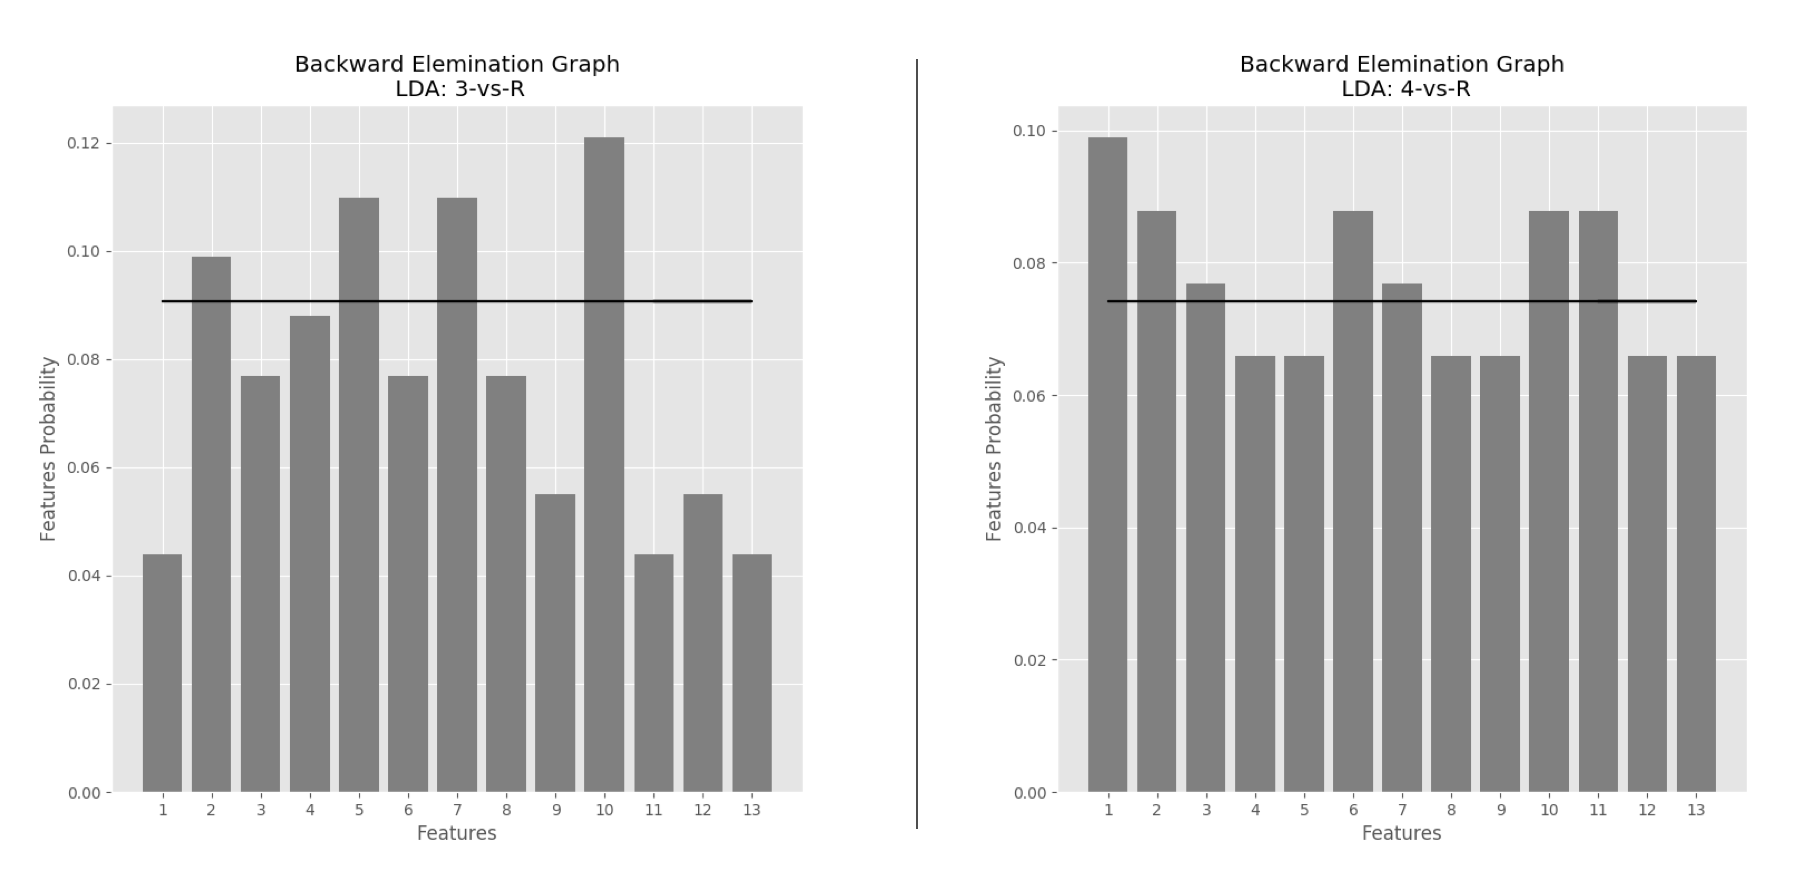 Backward Elemination Graph
LDA: 3-vs-R
0.12
0.10
0.08
0.06
0.04
0.02
0.00
Features Probability
1 2 3 4 5 6 7 8 9 10 11 12 13
Features
Backward Elemination Graph
LDA: 4-vs-R
0.10
0.08
0.06
0.04
0.02
0.00
Features Probability
1 2 3 4 5 6 7 8 9 10 11 12 13
Features